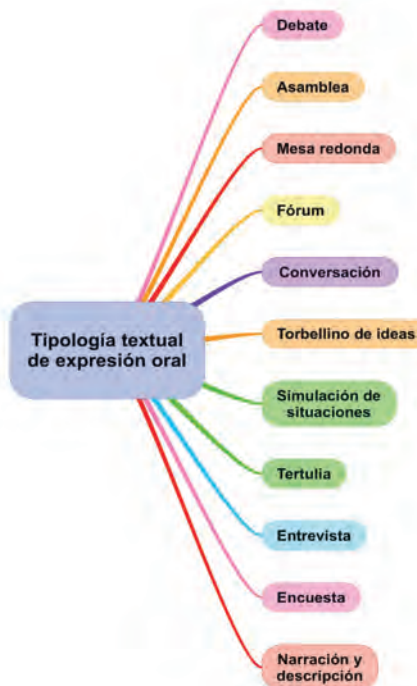 Debate
Asamblea
Mesa redonda
Fórum
Conversación
Tipología textual
de expresión oral
Torbellino de ideas
Simulación de
situaciones
Tertulia
Entrevista
Encuesta
Narración y
descripción